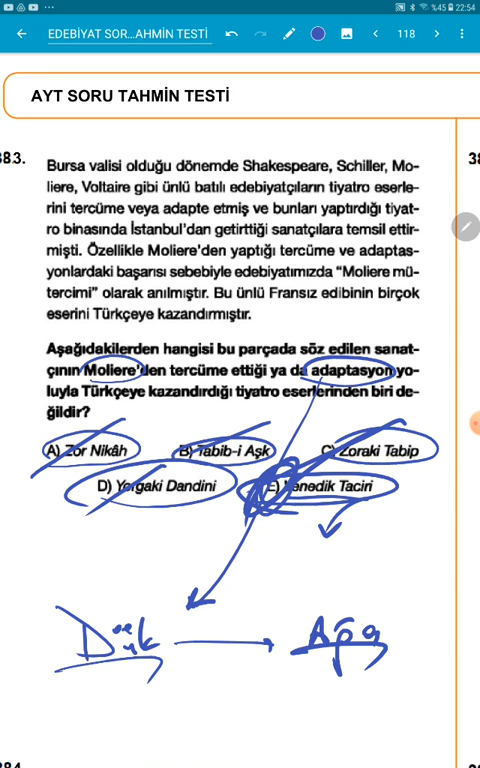 %45 22:54
EDEBİYAT SOR...AHMİN TESTİ
118
AYT SORU TAHMİN TESTİ
383.
Bursa valisi olduğu dönemde Shakespeare, Schiller, Mo-
liere, Voltaire gibi ünlü batılı edebiyatçıların tiyatro eserle-
rini tercüme veya adapte etmiş ve bunları yaptırdığı tiyat-
ro binasında İstanbul'dan getirttiği sanatçılara temsil ettir-
mişti. Özellikle Moliere'den yaptığı tercüme ve adaptas-
yonlardaki başarısı sebebiyle edebiyatımızda "Moliere mü-
tercimi" olarak anılmıştır. Bu ünlü Fransız edibinin birçok
eserini Türkçeye kazandırmıştır.
Aşağıdakilerden hangisi bu parçada söz edilen sanat-
çının Moliere'den tercüme ettiği ya da adaptasyon yo-
luyla Türkçeye kazandırdığı tiyatro eserlerinden biri de-
ğildir?
A) Zor Nikâh B) Tabib-i Aşk C) Zoraki Tabip
D) Yorgaki Dandini E) Venedik Taciri